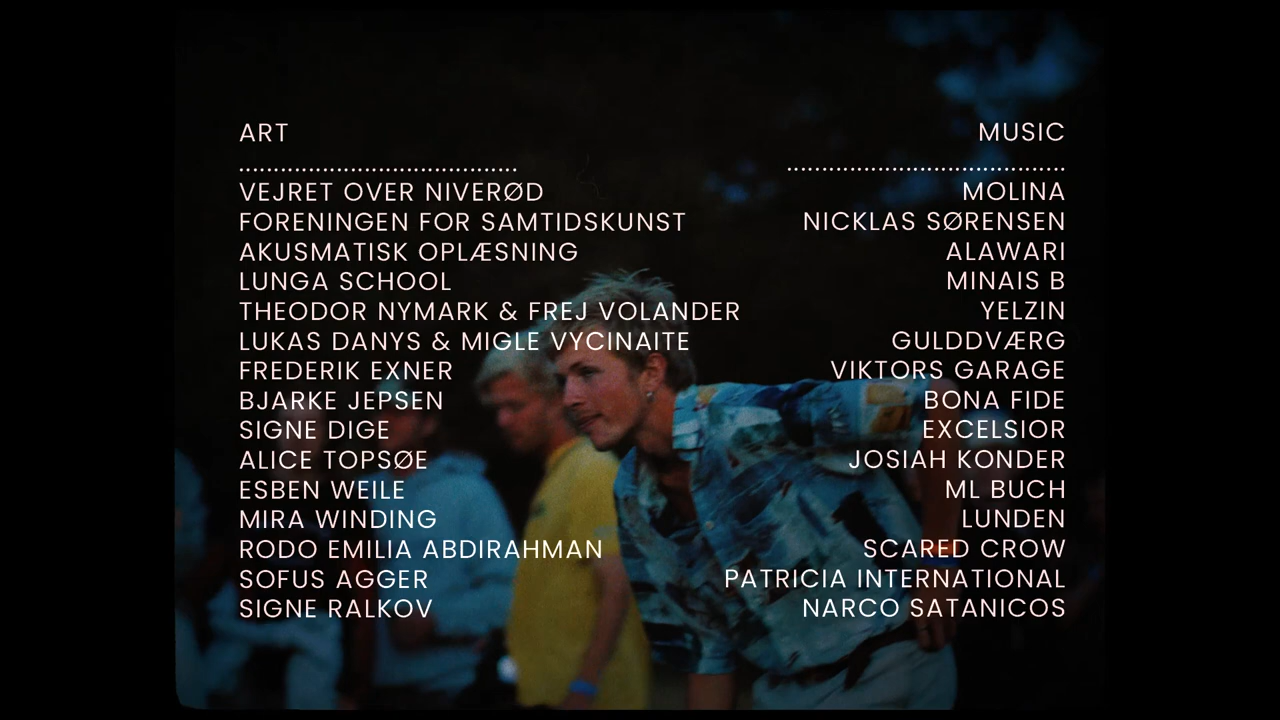 ART
........................................
VEJRET OVER NIVERØD
FORENINGEN FOR SAMTIDSKUNST
AKUSMATISK OPLÆSNING
LUNGA SCHOOL
THEODOR NYMARK & FREJ VOLANDER
LUKAS DANYS & MIGLE VYCINAITE
FREDERIK EXNER
BJARKE JEPSEN
SIGNE DIGE
ALICE TOPSØE
ESBEN WEILE
MIRA WINDING
RODO EMILIA ABDIRAHMAN
SOFUS AGGER
SIGNE RALKOV
MUSIC
........................................
MOLINA
NICKLAS SØRENSEN
ALAWARI
MINAIS B
YELZIN
GULDDVÆRG
VIKTORS GARAGE
BONA FIDE
EXCELSIOR
JOSIAH KONDER
ML BUCH
LUNDEN
SCARED CROW
PATRICIA INTERNATIONAL
NARCO SATANICOS